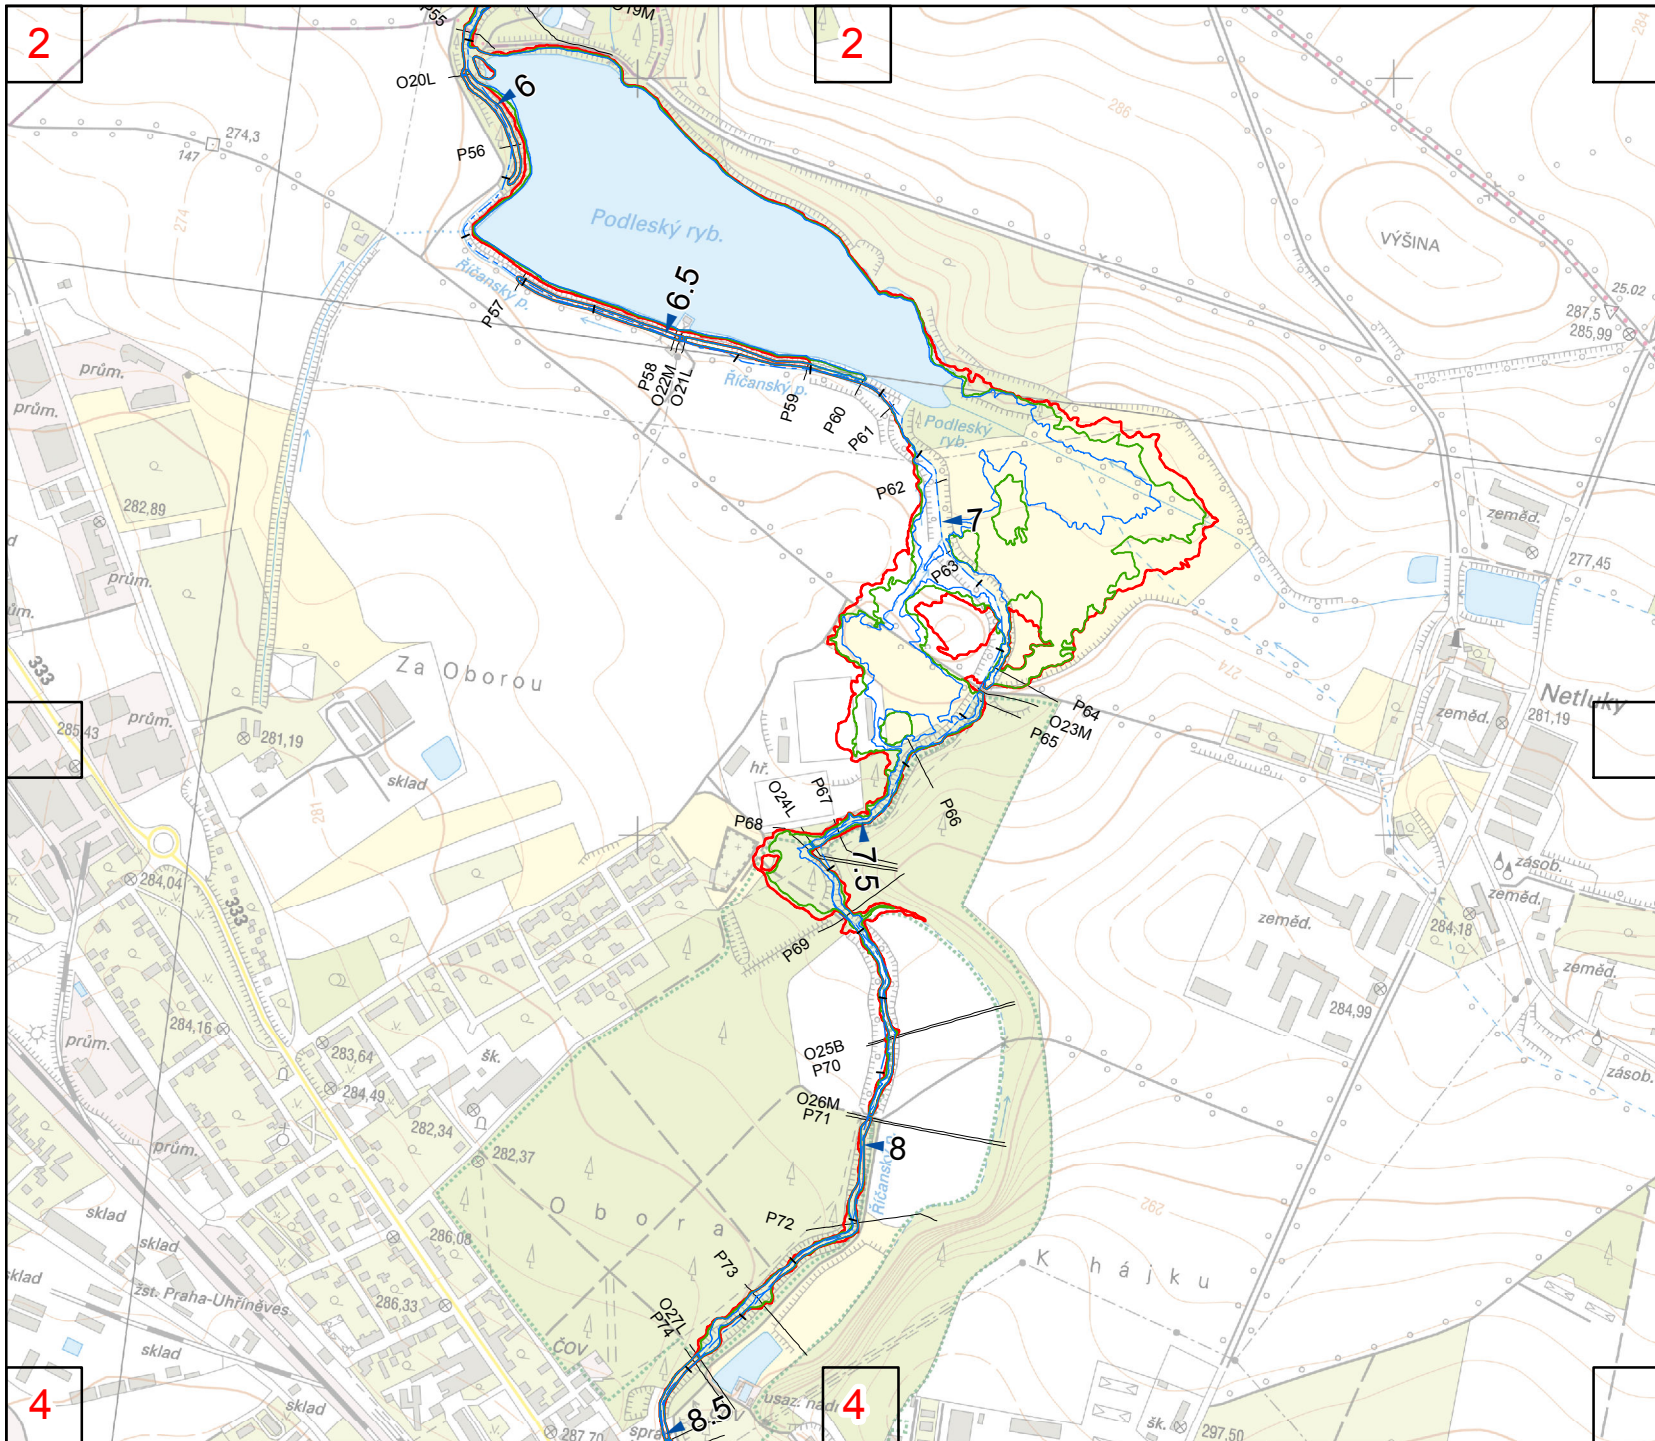 2
2
P55
O19M
O20L
6
P56
274,3
147
274
286
284
VÝŠINA
25.02
287,5
285,99
Podleský ryb.
Říčanský p.
P57
6.5
P58
O22M
O21L
Říčanský p.
P59
P60
P61
Podleský
ryb.
P62
7
P63
prům.
prům.
282,89
prům.
prům.
333
Za Oborou
285,43
281,19
sklad
281
hř.
O24L
P67
P68
P64
O23M
P65
P66
7.5
zeměd.
277,45
274
Netluky
zeměd.
281,19
zásob.
zeměd.
zeměd.
284,18
zeměd.
284,99
zásob.
284,04
333
P69
284,16
prům.
283,64
284,49
šk.
282,34
282,37
prům.
O25B
P70
O26M
P71
8
Říčanský p.
Obora
P72
P73
O27L
P74
292
K hájku
sklad
sklad
sklad
286,08
žst. Praha-Uhříněves
286,33
sklad
ČOV
sklad
287,70
8.5
usaz. nádr
šk.
297,50
4
4